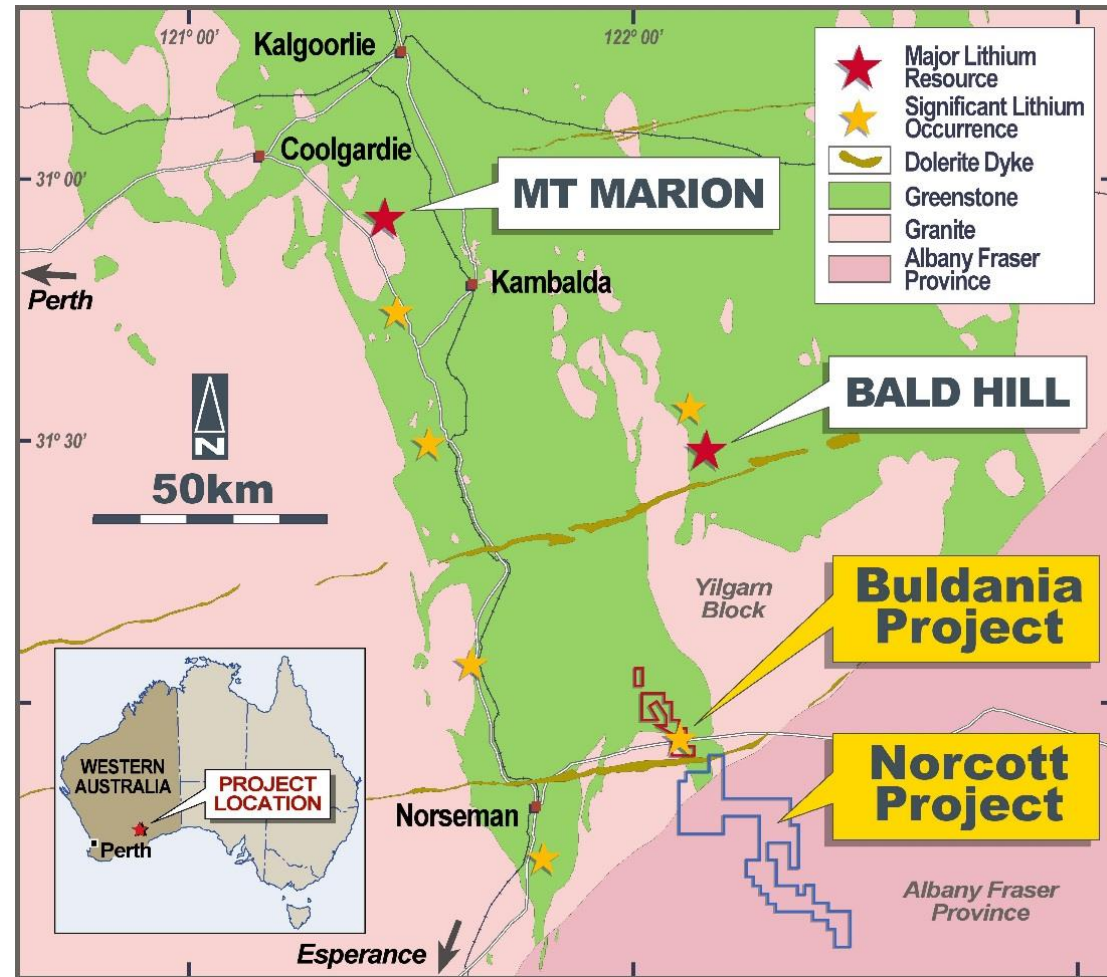 121° 00'
122° 00'
Kalgoorlie
Coolgardie
31° 00'
MT MARION
Perth
Kambalda
Major Lithium
Resource
Significant Lithium
Occurrence
Dolerite Dyke
Greenstone
Granite
Albany Fraser
Province
N
50km
31° 30'
BALD HILL
Yilgarn
Block
Buldania
Project
Norcott
Project
WESTERN
AUSTRALIA
PROJECT
LOCATION
Perth
Norseman
Albany Fraser
Province
Esperance